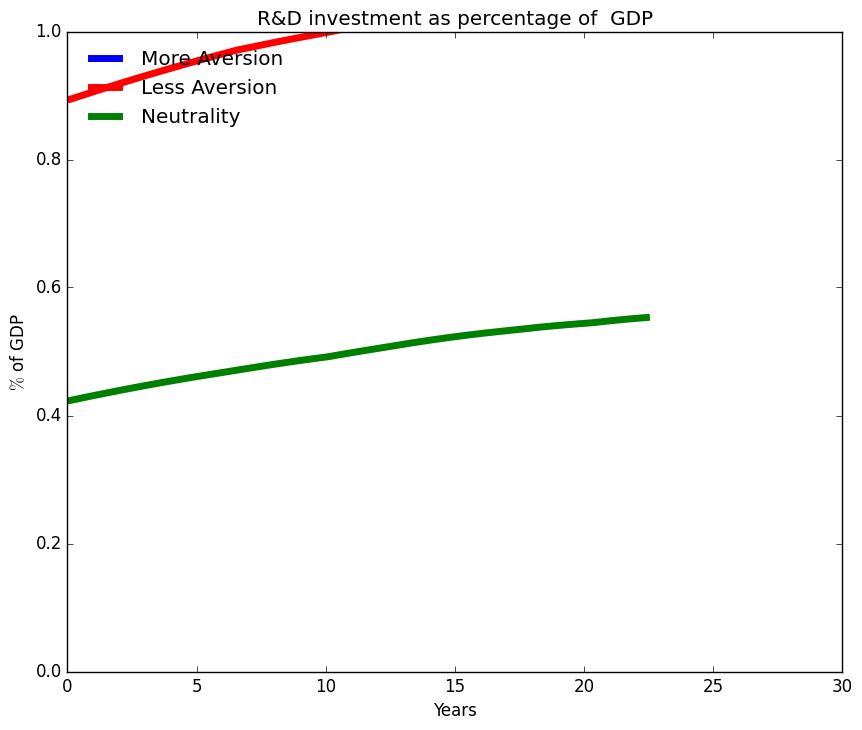 R&D investment as percentage of  GDP
1.0
More Aversion
Less Aversion
Neutrality
0.8
0.6
% of GDP
0.4
0.2
0.0
0 5 10 15 20 25 30
Years